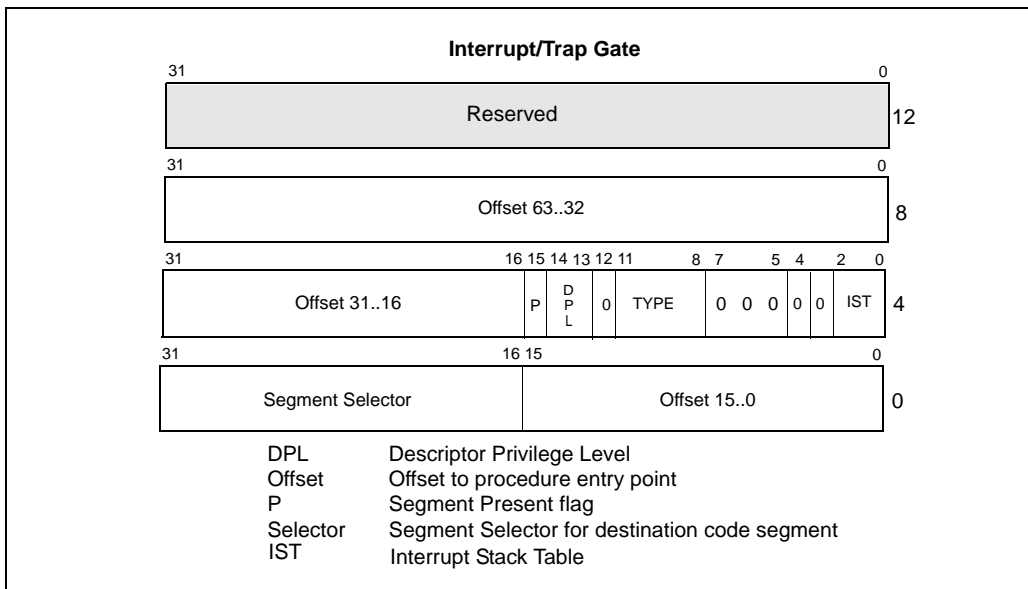 Interrupt/Trap Gate
31 0
Reserved 12
31 0
Offset 63..32 8
31 16 15 14 13 12 11 8 7 5 4 2 0
Offset 31..16 P DPL 0 TYPE 0 0 0 0 0 IST 4
31 16 15 0
Segment Selector Offset 15..0 0
DPL Descriptor Privilege Level
Offset Offset to procedure entry point
P Segment Present flag
Selector Segment Selector for destination code segment
IST Interrupt Stack Table